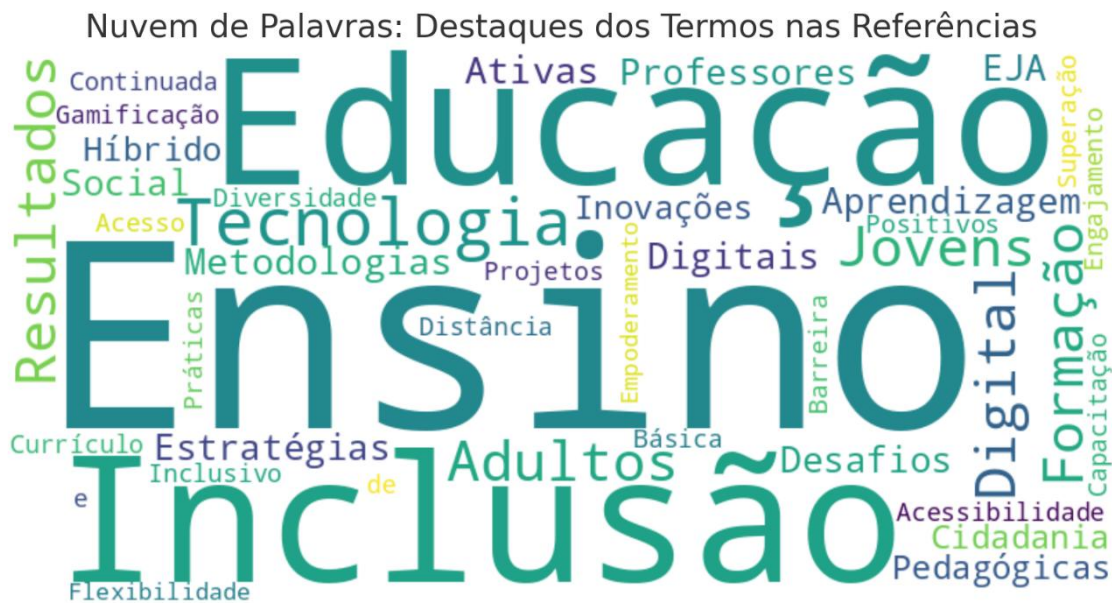 Nuvem de Palavras: Destaques dos Termos nas Referências
Resultados
Continuada
Gamificação
Híbrido
Social
Educação
Ativas
Professores
EJA
Superação
Engajamento
Diversidade
Acesso
Tecnologia
Inovações
Aprendizagem
Positivos
Metodologias
Projetos
Digitais
Jovens
Ensino
Práticas
Distância
Empoderamento
Barreira
Digital
Formação
Capacitação
Currículo
Estratégias
Básica
Inclusivo
Adultos
Desafios
e
de
Inclusão
Acessibilidade
Cidadania
Pedagógicas
Flexibilidade